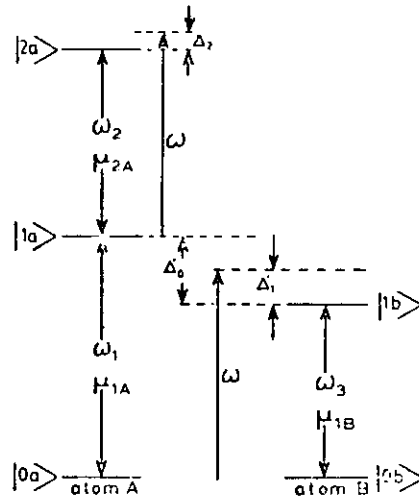 |2a>
Δ₂
ω₂
μ₂A
ω
|1a>
Δ₀
Δ₁
|1b>
ω₁
μ₁A
ω
ω₃
μ₁B
|0a>
atom A
atom B
|0b>